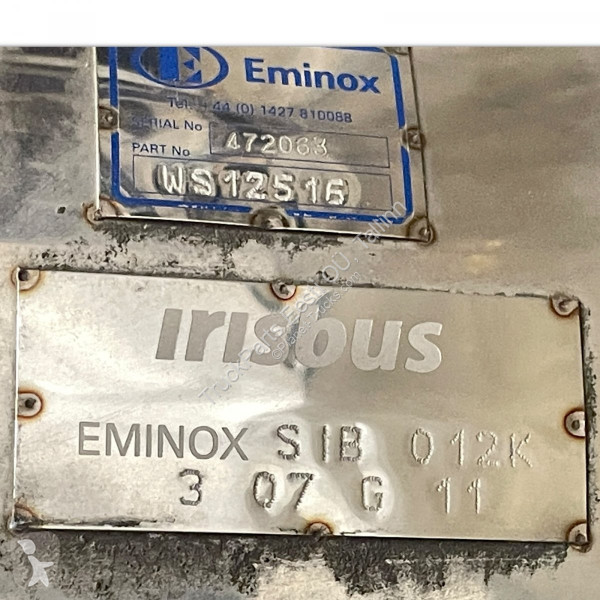 E Eminox
Tel. +44 (0) 1427 810088
SERIAL No 472063
PART No
WS12516
Irisbus
EMINOX SIB 012K
3 07 G 11